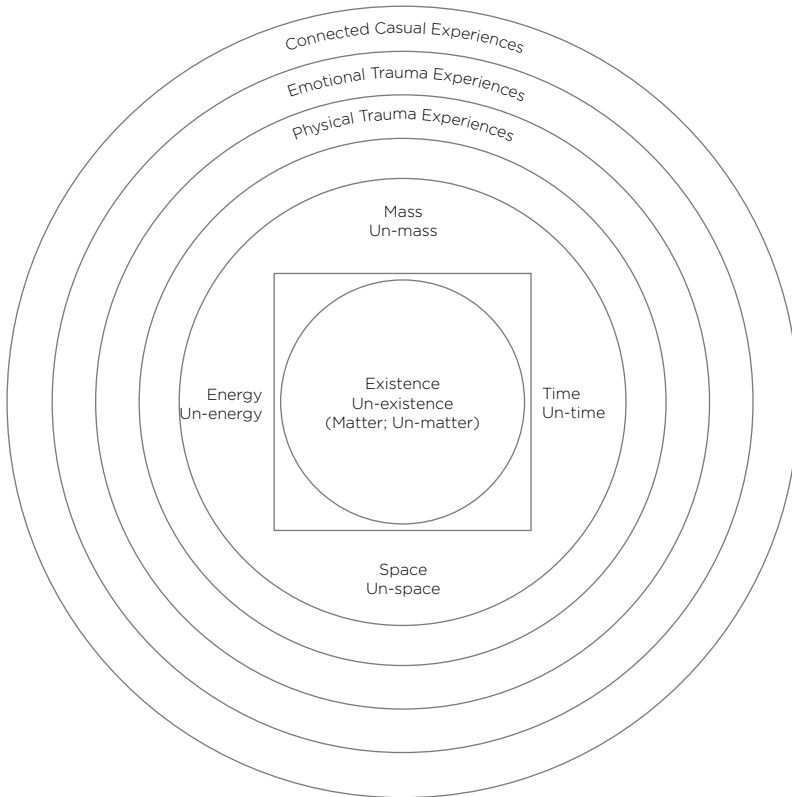 Connected Casual Experiences
Emotional Trauma Experiences
Physical Trauma Experiences
Mass
Un-mass
Energy
Un-energy
Existence
Un-existence
(Matter; Un-matter)
Time
Un-time
Space
Un-space